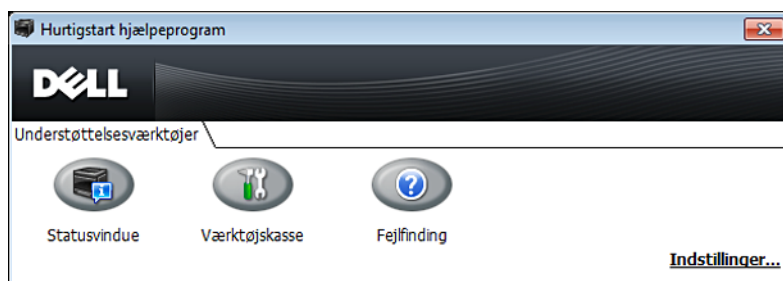 Hurtigstart hjælpeprogram
DELL
Understøttelsesværktøjer
Statusvindue Værktøjskasse Fejlfinding
Indstillinger...